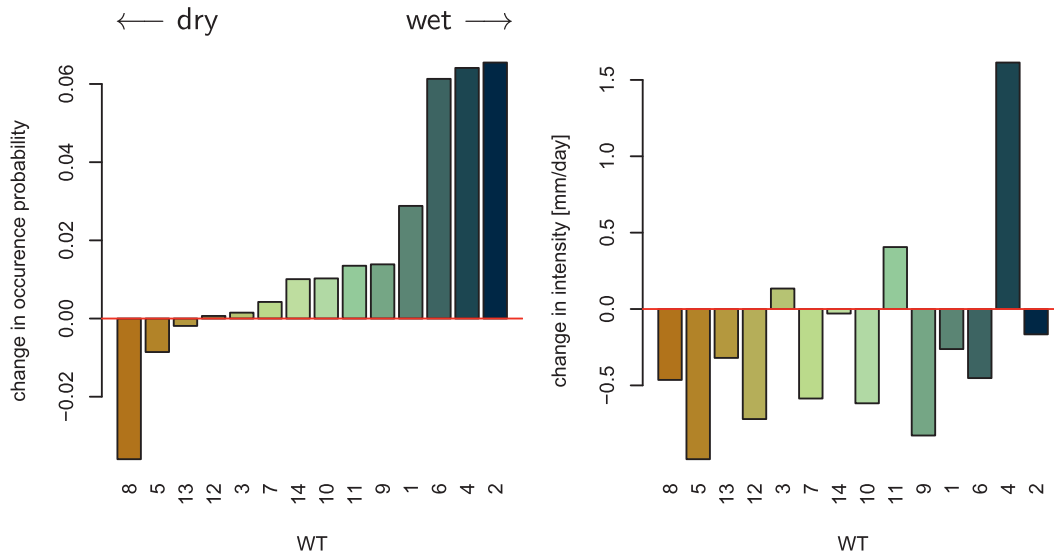 ← dry
wet →
change in occurence probability
0.06
0.04
0.02
0.00
−0.02
8 5 13 12 3 7 14 10 11 9 1 6 4 2
WT
change in intensity [mm/day]
1.5
1.0
0.5
0.0
−0.5
8 5 13 12 3 7 14 10 11 9 1 6 4 2
WT